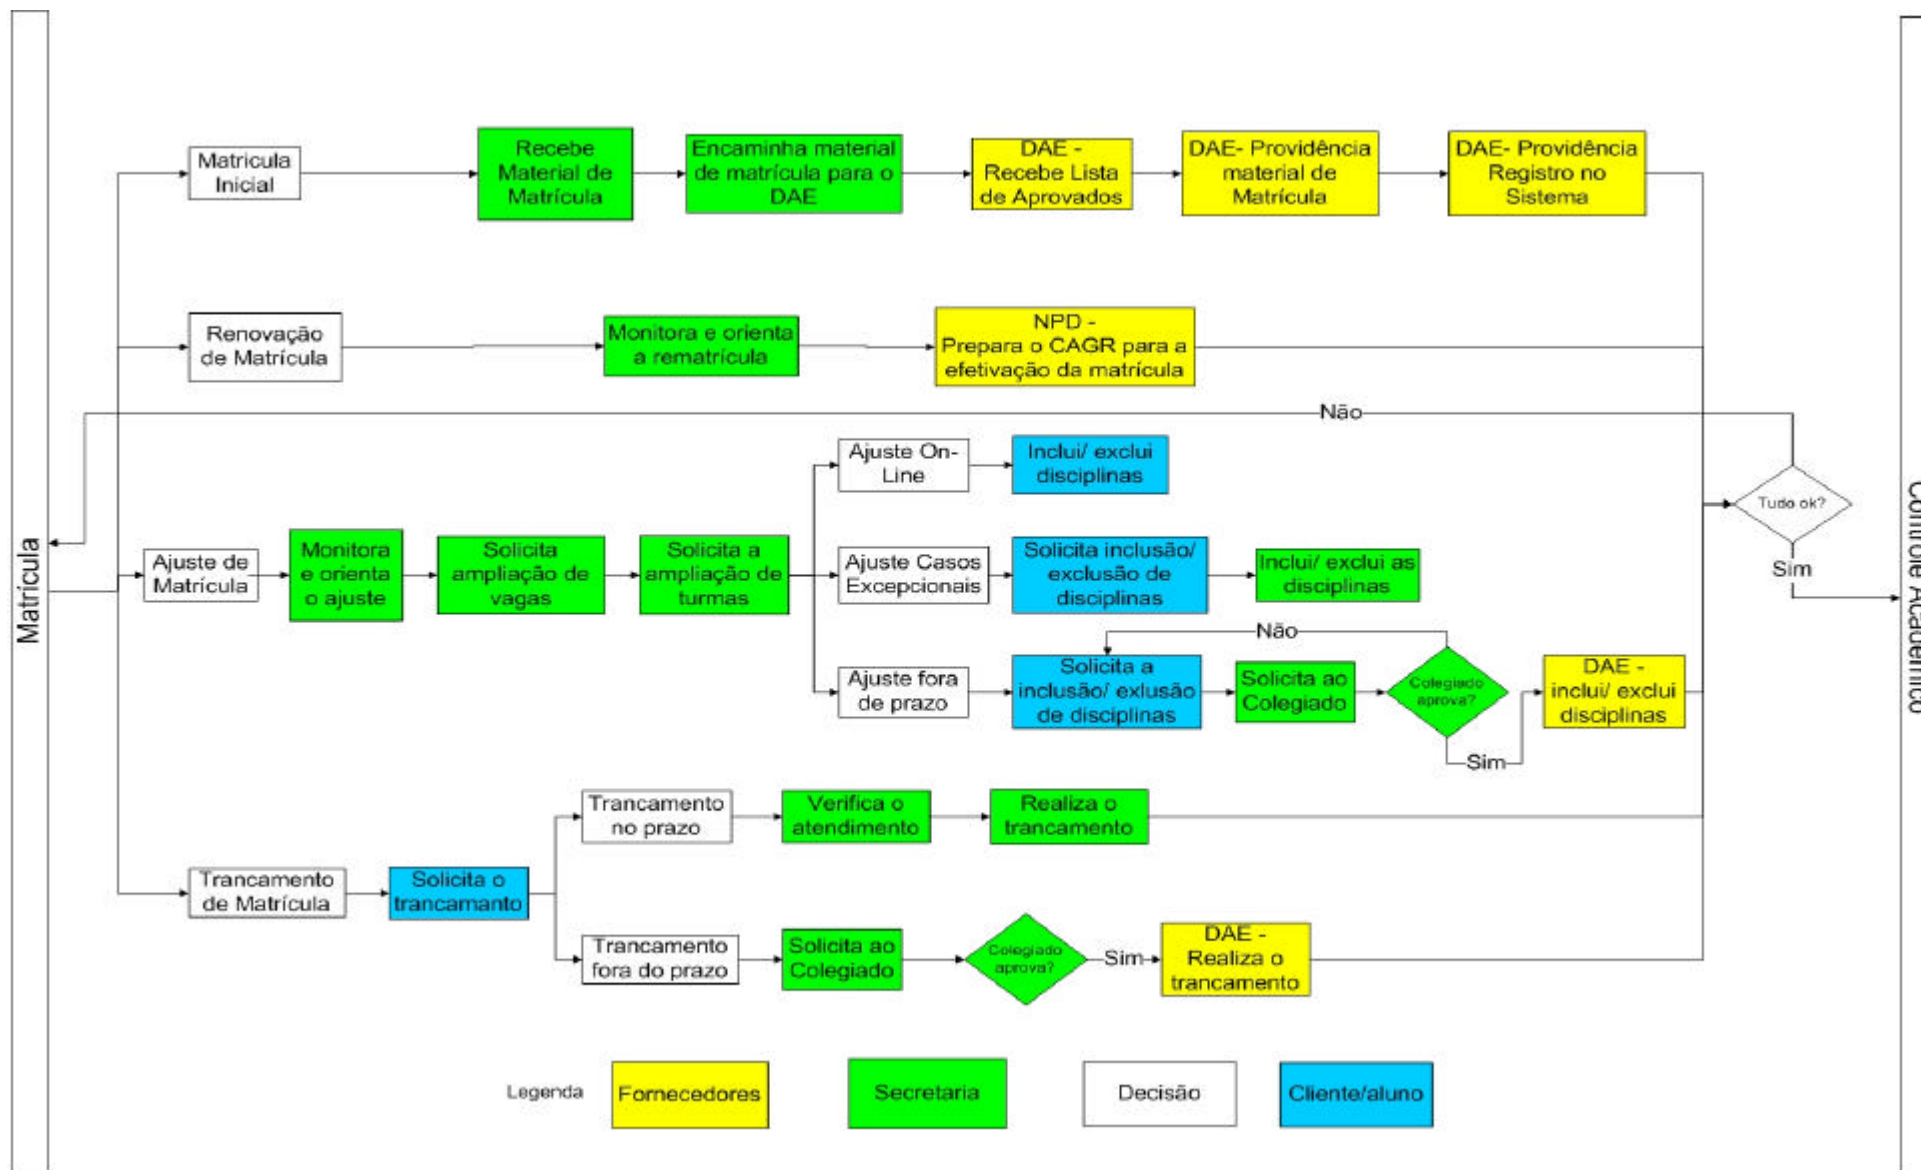 Matrícula
Matricula
Inicial
Recebe
Material de
Matrícula
Encaminha material
de matrícula para o
DAE
DAE -
Recebe Lista
de Aprovados
DAE- Providência
material de
Matrícula
DAE- Providência
Registro no
Sistema
Renovação
de Matrícula
Monitora e orienta
a rematrícula
NPD -
Prepara o CAGR para a
efetivação da matrícula
Não
Ajuste On-
Line
Inclui/ exclui
disciplinas
Tudo ok?
Sim
Controle Acadêmico
Ajuste de
Matrícula
Monitora
e orienta
o ajuste
Solicita
ampliação de
vagas
Solicita a
ampliação de
turmas
Ajuste Casos
Excepcionais
Solicita inclusão/
exclusão de
disciplinas
Inclui/ exclui as
disciplinas
Não
Ajuste fora
de prazo
Solicita a
inclusão/ exlusão
de disciplinas
Solicita ao
Colegiado
Colegiado
aprova?
Sim
DAE -
inclui/ exclui
disciplinas
Trancamento
no prazo
Verifica o
atendimento
Realiza o
trancamento
Trancamento
de Matrícula
Solicita o
trancamanto
Trancamento
fora do prazo
Solicita ao
Colegiado
Colegiado
aprova?
Sim
DAE -
Realiza o
trancamento
Legenda
Fornecedores
Secretaria
Decisão
Cliente/aluno